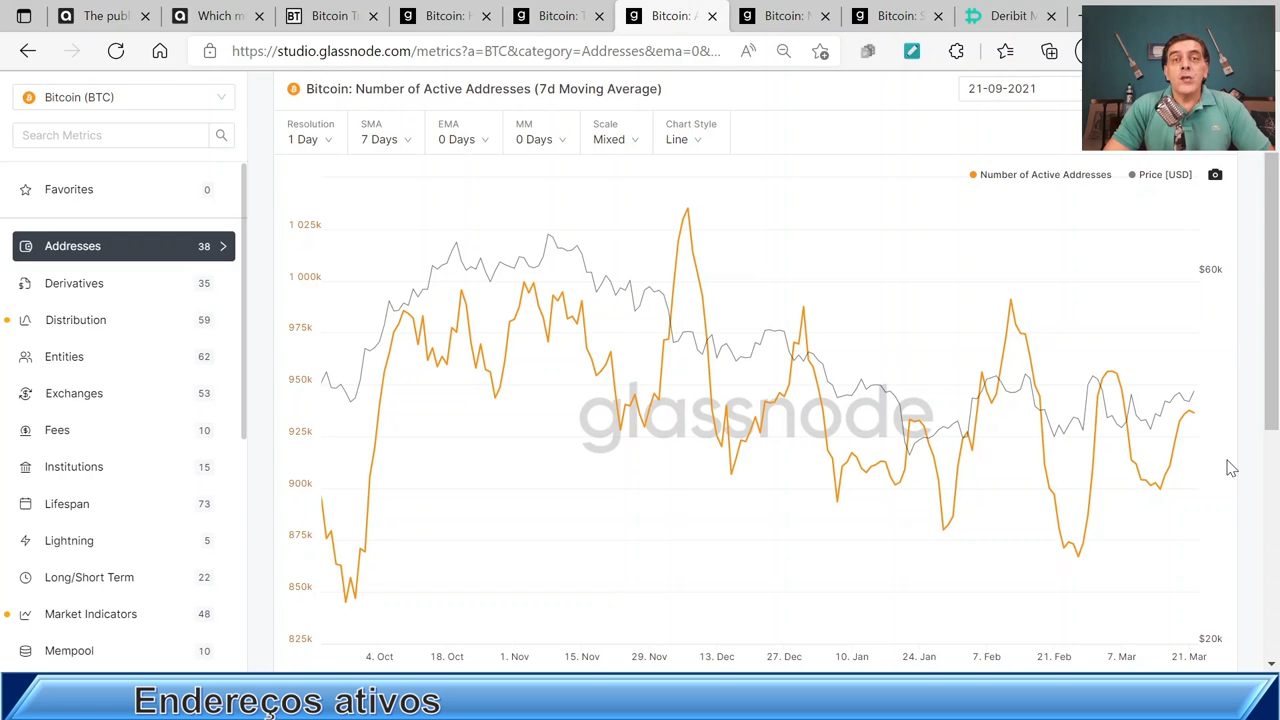 The publ
Which m
BT Bitcoin Tr
Bitcoin: H
Bitcoin: T
Bitcoin: A
Bitcoin: N
Bitcoin: S
Deribit M
https://studio.glassnode.com/metrics?a=BTC&category=Addresses&ema=0&...
Bitcoin (BTC)
Search Metrics
Favorites 0
Addresses 38
Derivatives 35
Distribution 59
Entities 62
Exchanges 53
Fees 10
Institutions 15
Lifespan 73
Lightning 5
Long/Short Term 22
Market Indicators 48
Mempool 10
Bitcoin: Number of Active Addresses (7d Moving Average)
21-09-2021
Resolution SMA EMA MM Scale Chart Style
1 Day 7 Days 0 Days 0 Days Mixed Line
Number of Active Addresses Price [USD]
1 025k
1 000k $60k
975k
950k
925k
900k
875k
850k
825k $20k
glassnode
4. Oct 18. Oct 1. Nov 15. Nov 29. Nov 13. Dec 27. Dec 10. Jan 24. Jan 7. Feb 21. Feb 7. Mar 21. Mar
Endereços ativos